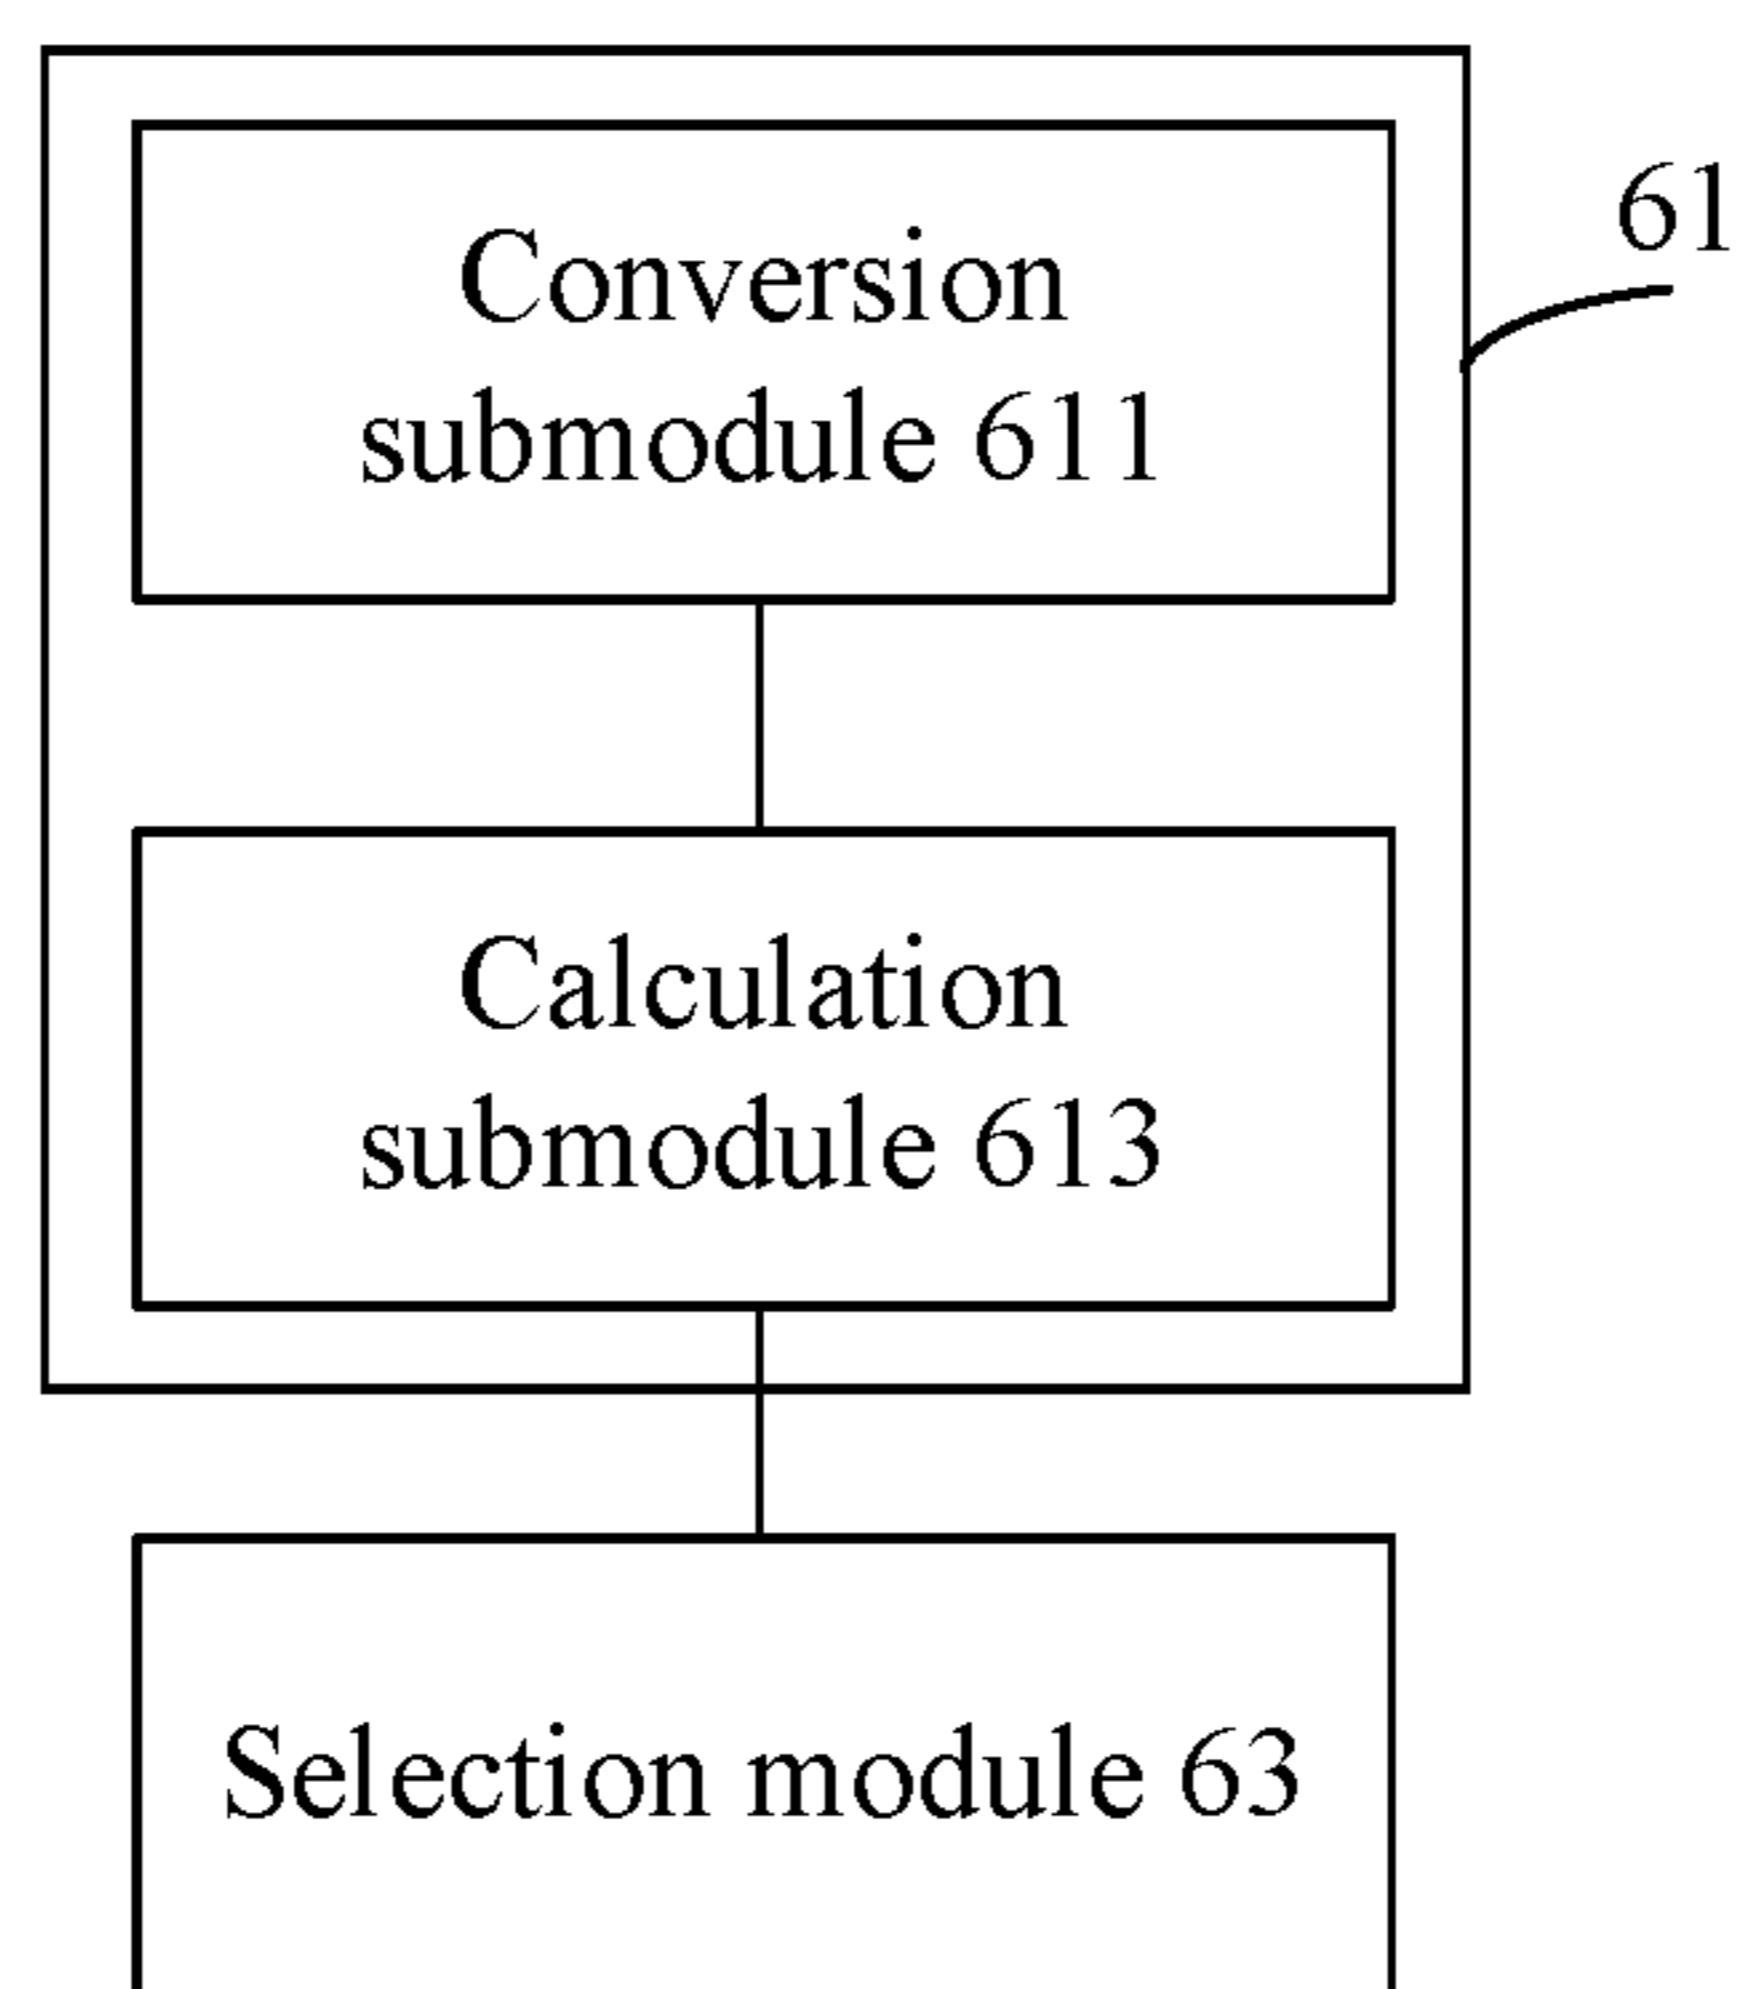 61
Conversion
submodule 611
Calculation
submodule 613
Selection module 63